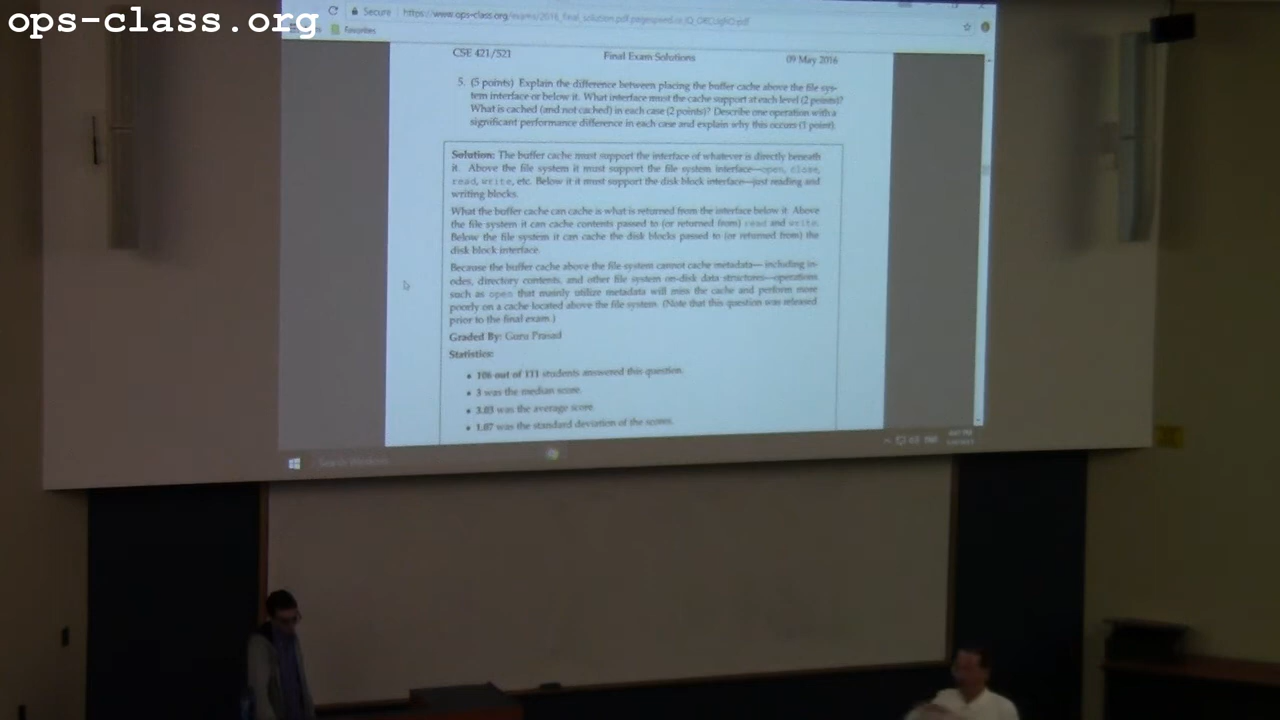 ops-class.org
Secure https://www.ops-class.org/exams/2016_final_solution.pdf
Favorites
CSE 421/521 Final Exam Solutions 09 May 2016
5. (5 points) Explain the difference between placing the buffer cache above the file sys-
tem interface or below it. What interface must the cache support at each level (2 points)?
What is cached (and not cached) in each case (2 points)? Describe one operation with a
significant performance difference in each case and explain why this occurs (1 point).
Solution: The buffer cache must support the interface of whatever is directly beneath
it. Above the file system it must support the file system interface—open, close,
read, write, etc. Below it it must support the disk block interface—just reading and
writing blocks.
What the buffer cache can cache is what is returned from the interface below it. Above
the file system it can cache contents passed to (or returned from) read and write.
Below the file system it can cache the disk blocks passed to (or returned from) the
disk block interface.
Because the buffer cache above the file system cannot cache metadata— including in-
odes, directory contents, and other file system on-disk data structures—operations
such as open that mainly utilize metadata will miss the cache and perform more
poorly on a cache located above the file system. (Note that this question was released
prior to the final exam.)
Graded By: Guru Prasad
Statistics:
• 106 out of 111 students answered this question.
• 3 was the median score.
• 3.03 was the average score.
• 1.07 was the standard deviation of the scores.
Search Windows